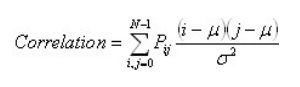 Correlation = \sum_{i,j=0}^{N-1} P_{ij} \frac{(i - \mu)(j - \mu)}{\sigma^2}